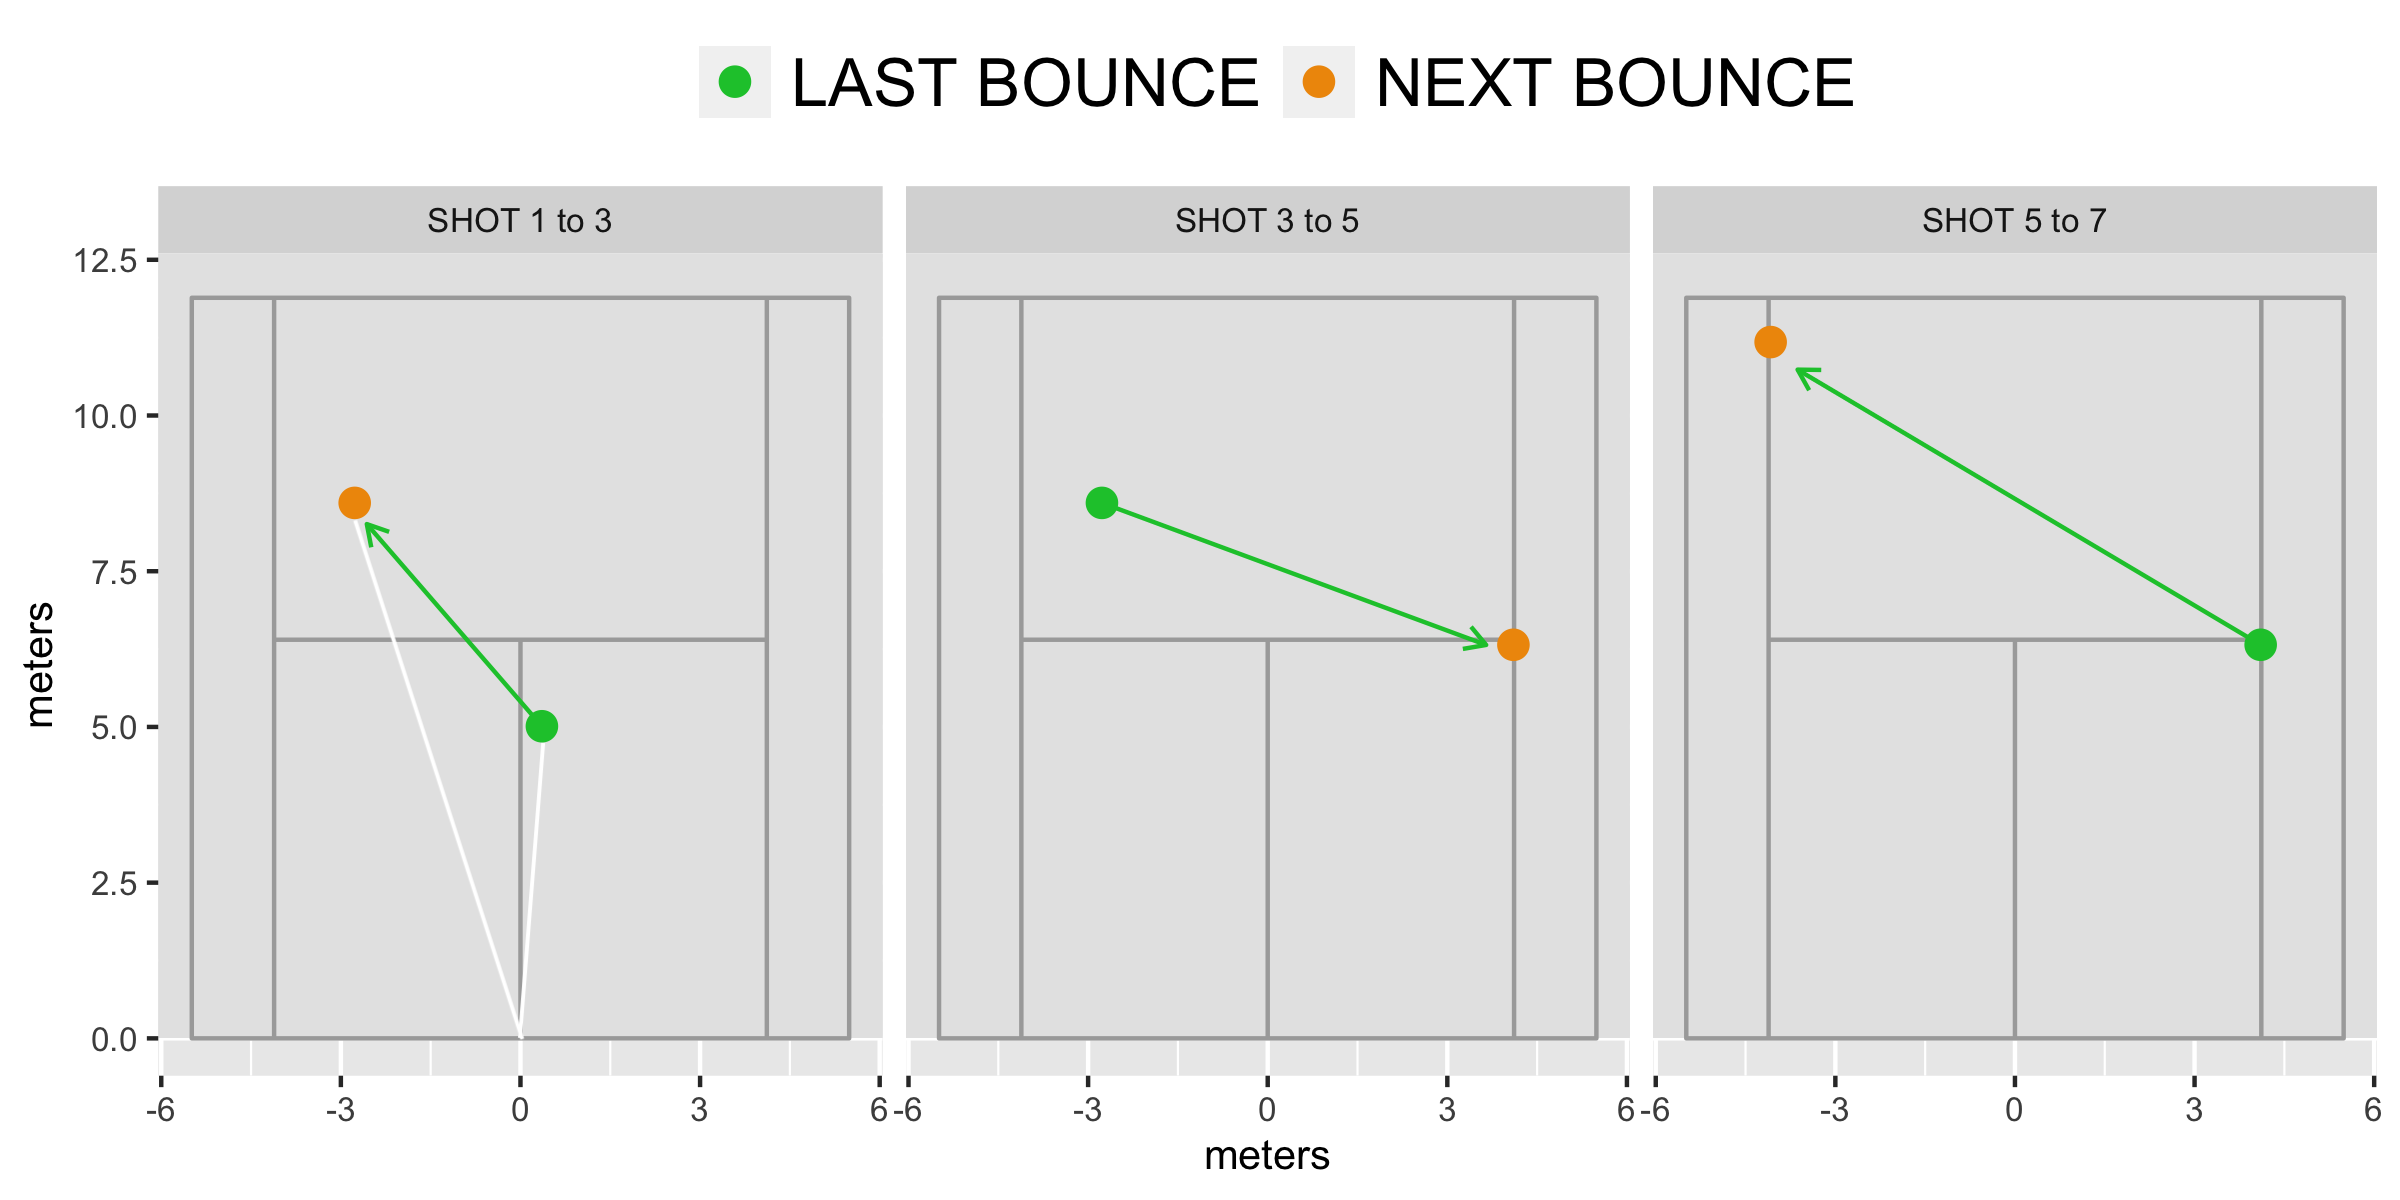 LAST BOUNCE NEXT BOUNCE
SHOT 1 to 3 SHOT 3 to 5 SHOT 5 to 7
12.5
10.0
7.5
5.0
2.5
0.0
meters
-6 -3 0 3 6 -6 -3 0 3 6 -6 -3 0 3 6
meters